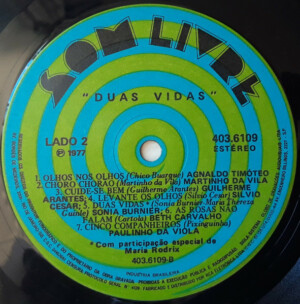 SOM LIVRE
"DUAS VIDAS"
LADO 2
℗ 1977
403.6109
ESTÉREO
1. OLHOS NOS OLHOS (Chico Buarque) AGNALDO TIMÓTEO
2. CHORO CHORÃO (Martinho da Vila) MARTINHO DA VILA
3. CUIDE-SE BEM (Guilherme Arantes) GUILHERME
ARANTES; 4. LEVANTE OS OLHOS (Silvio Cesar) SILVIO
CESAR; 5. DUAS VIDAS* (Sonia Burnier-Maria Thereza
Guinle) SONIA BURNIER; 6. AS ROSAS NÃO
FALAM (Cartola) BETH CARVALHO
7. CINCO COMPANHEIROS (Pixinguinha)
PAULINHO DA VIOLA
* Com participação especial de
Maria Rodrix
403.6109-B
INDÚSTRIA BRASILEIRA